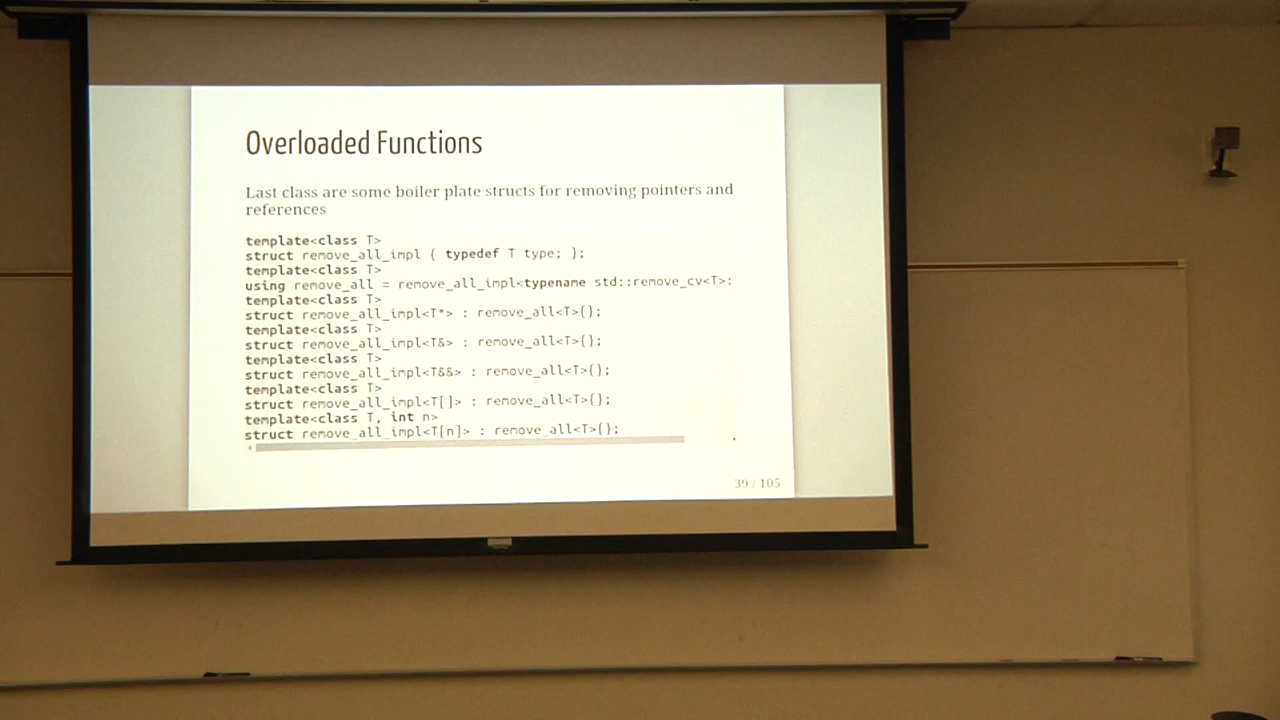 Overloaded Functions
Last class are some boiler plate structs for removing pointers and
references
template<class T>
struct remove_all_impl { typedef T type; };
template<class T>
using remove_all = remove_all_impl<typename std::remove_cv<T>:
template<class T>
struct remove_all_impl<T*> : remove_all<T>{};
template<class T>
struct remove_all_impl<T&> : remove_all<T>{};
template<class T>
struct remove_all_impl<T&&> : remove_all<T>{};
template<class T>
struct remove_all_impl<T[]> : remove_all<T>{};
template<class T, int n>
struct remove_all_impl<T[n]> : remove_all<T>{};
39 / 105